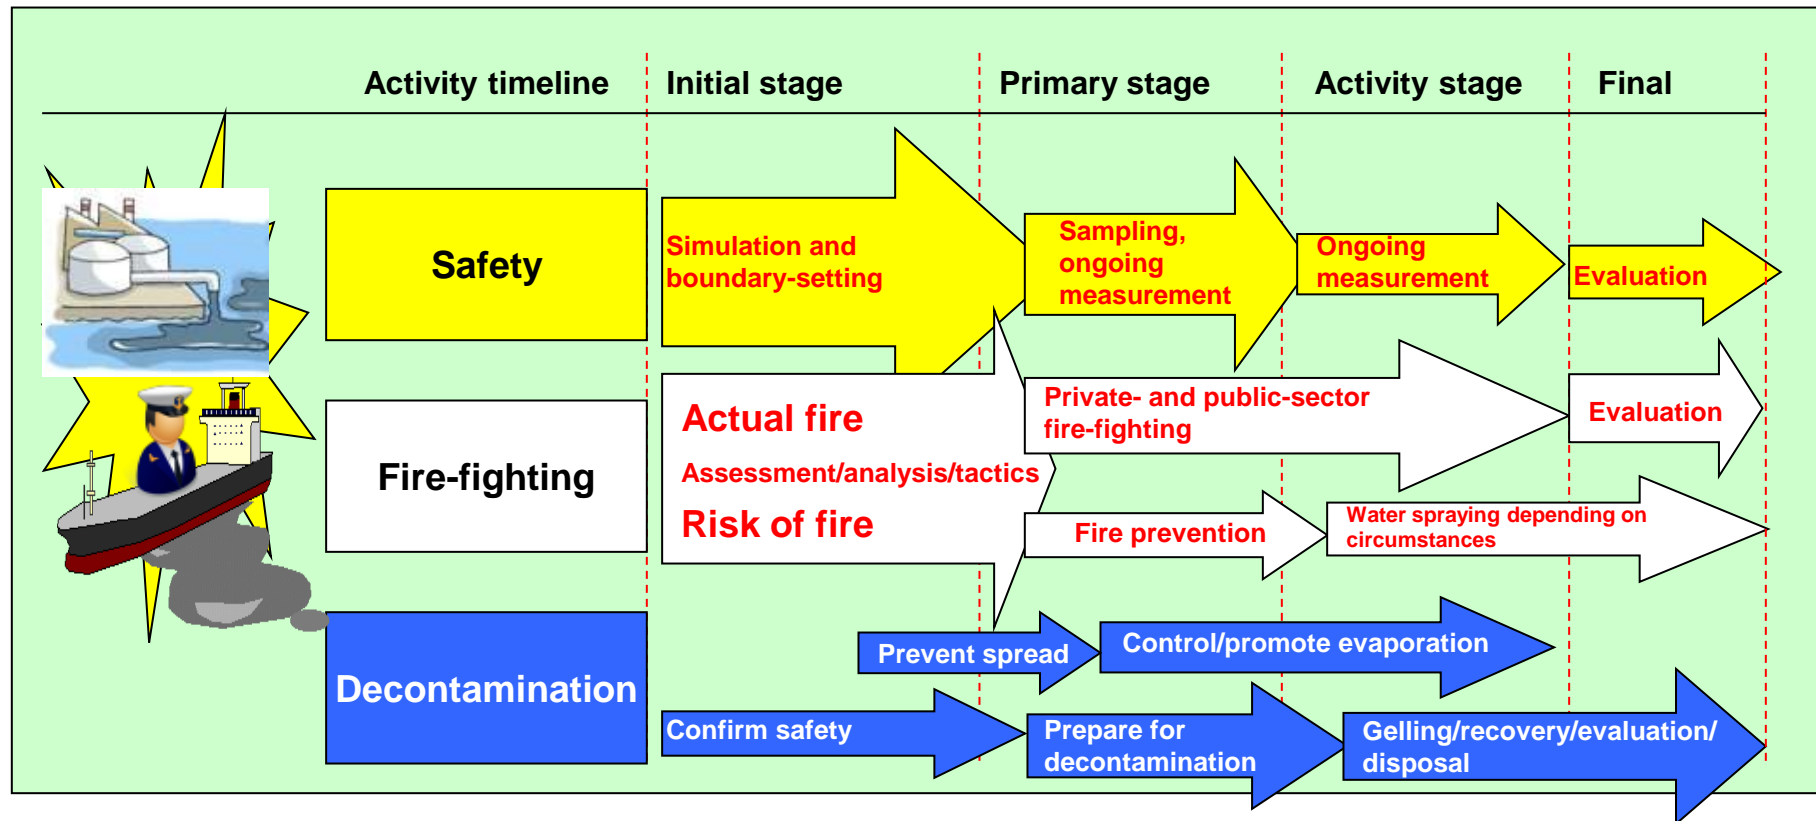 Activity timeline
Initial stage
Primary stage
Activity stage
Final
Safety
Simulation and
boundary-setting
Sampling,
ongoing
measurement
Ongoing
measurement
Evaluation
Fire-fighting
Actual fire
Assessment/analysis/tactics
Risk of fire
Private- and public-sector
fire-fighting
Evaluation
Fire prevention
Water spraying depending on
circumstances
Decontamination
Prevent spread
Control/promote evaporation
Confirm safety
Prepare for
decontamination
Gelling/recovery/evaluation/
disposal